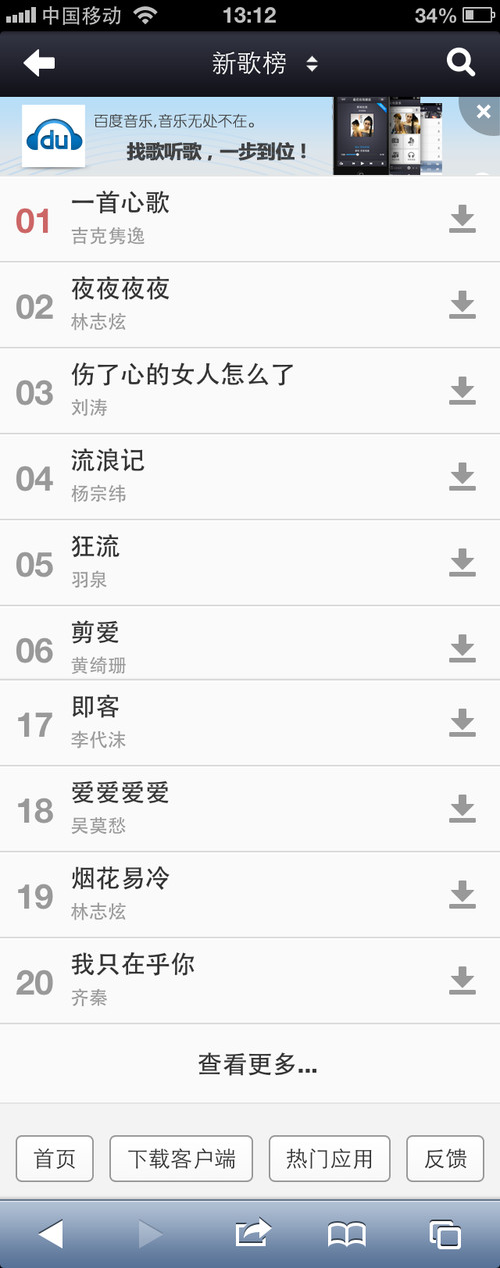 中国移动 13:12 34%
新歌榜
du
百度音乐,音乐无处不在。
找歌听歌，一步到位！
01
一首心歌
吉克隽逸
02
夜夜夜夜
林志炫
03
伤了心的女人怎么了
刘涛
04
流浪记
杨宗纬
05
狂流
羽泉
06
剪爱
黄绮珊
17
即客
李代沫
18
爱爱爱爱
吴莫愁
19
烟花易冷
林志炫
20
我只在乎你
齐秦
查看更多...
首页 下载客户端 热门应用 反馈